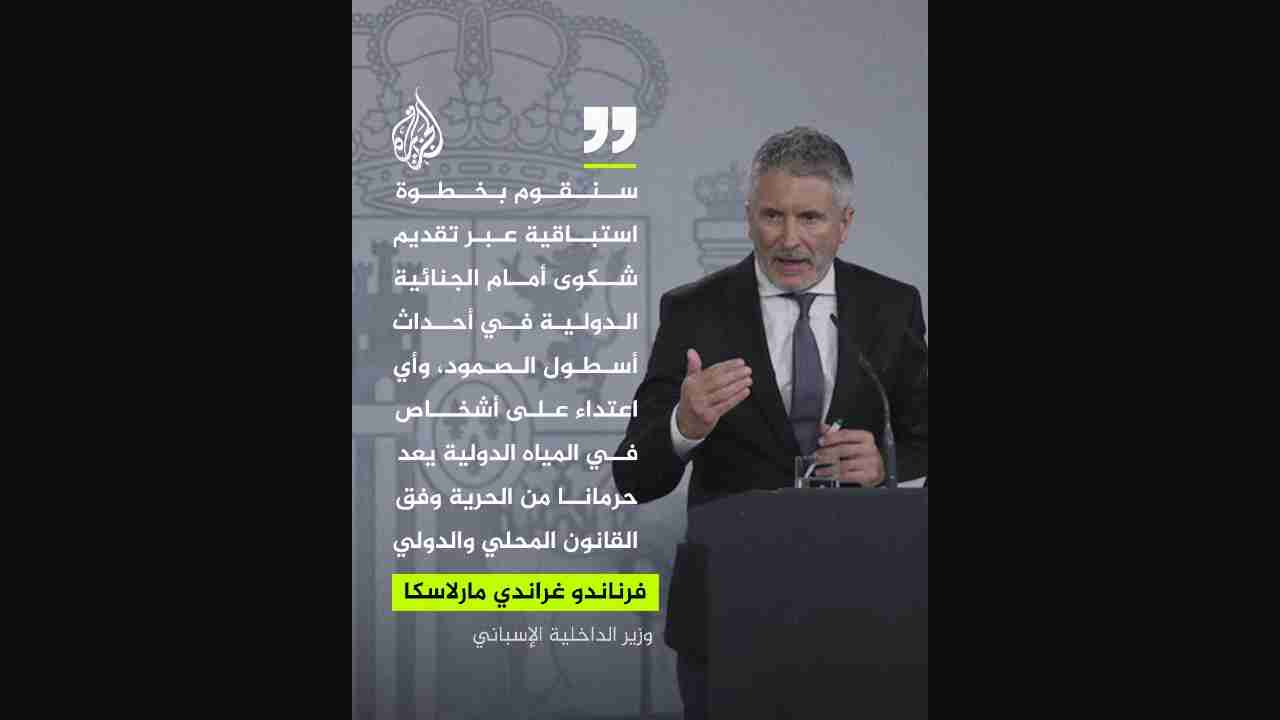 الجزيرة
سنقوم بخطوة
استباقية عبر تقديم
شكوى أمام الجنائية
الدولية في أحداث
أسطول الصمود، وأي
اعتداء على أشخاص
في المياه الدولية يعد
حرمانا من الحرية وفق
القانون المحلي والدولي
فرناندو غراندي مارلاسكا
وزير الداخلية الإسباني